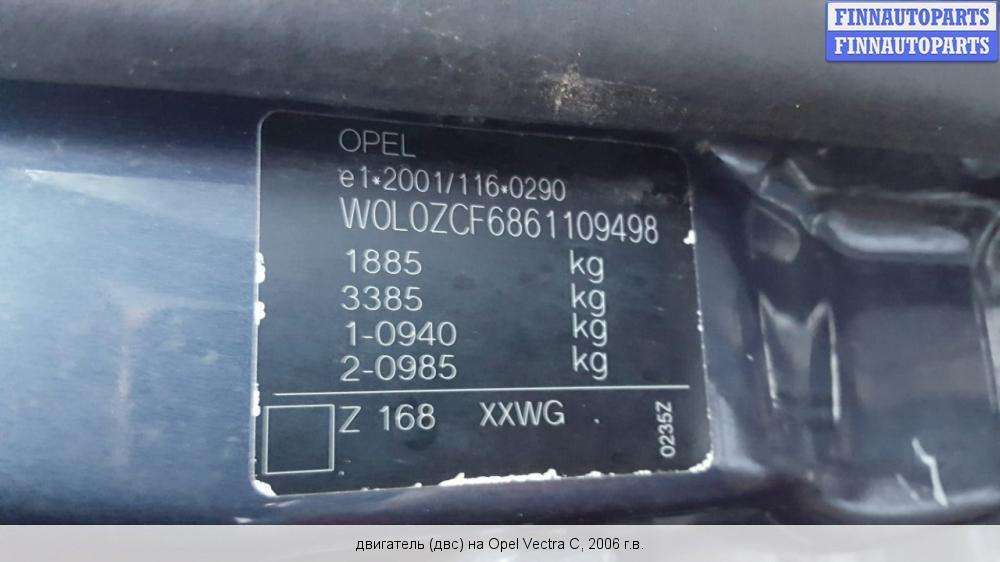 FINNAUTOPARTS
FINNAUTOPARTS
OPEL
e1*2001/116*0290
W0L0ZCF6861109498
1885 kg
3385 kg
1-0940 kg
2-0985 kg
Z 168 XXWG
0235Z
двигатель (двс) на Opel Vectra C, 2006 г.в.